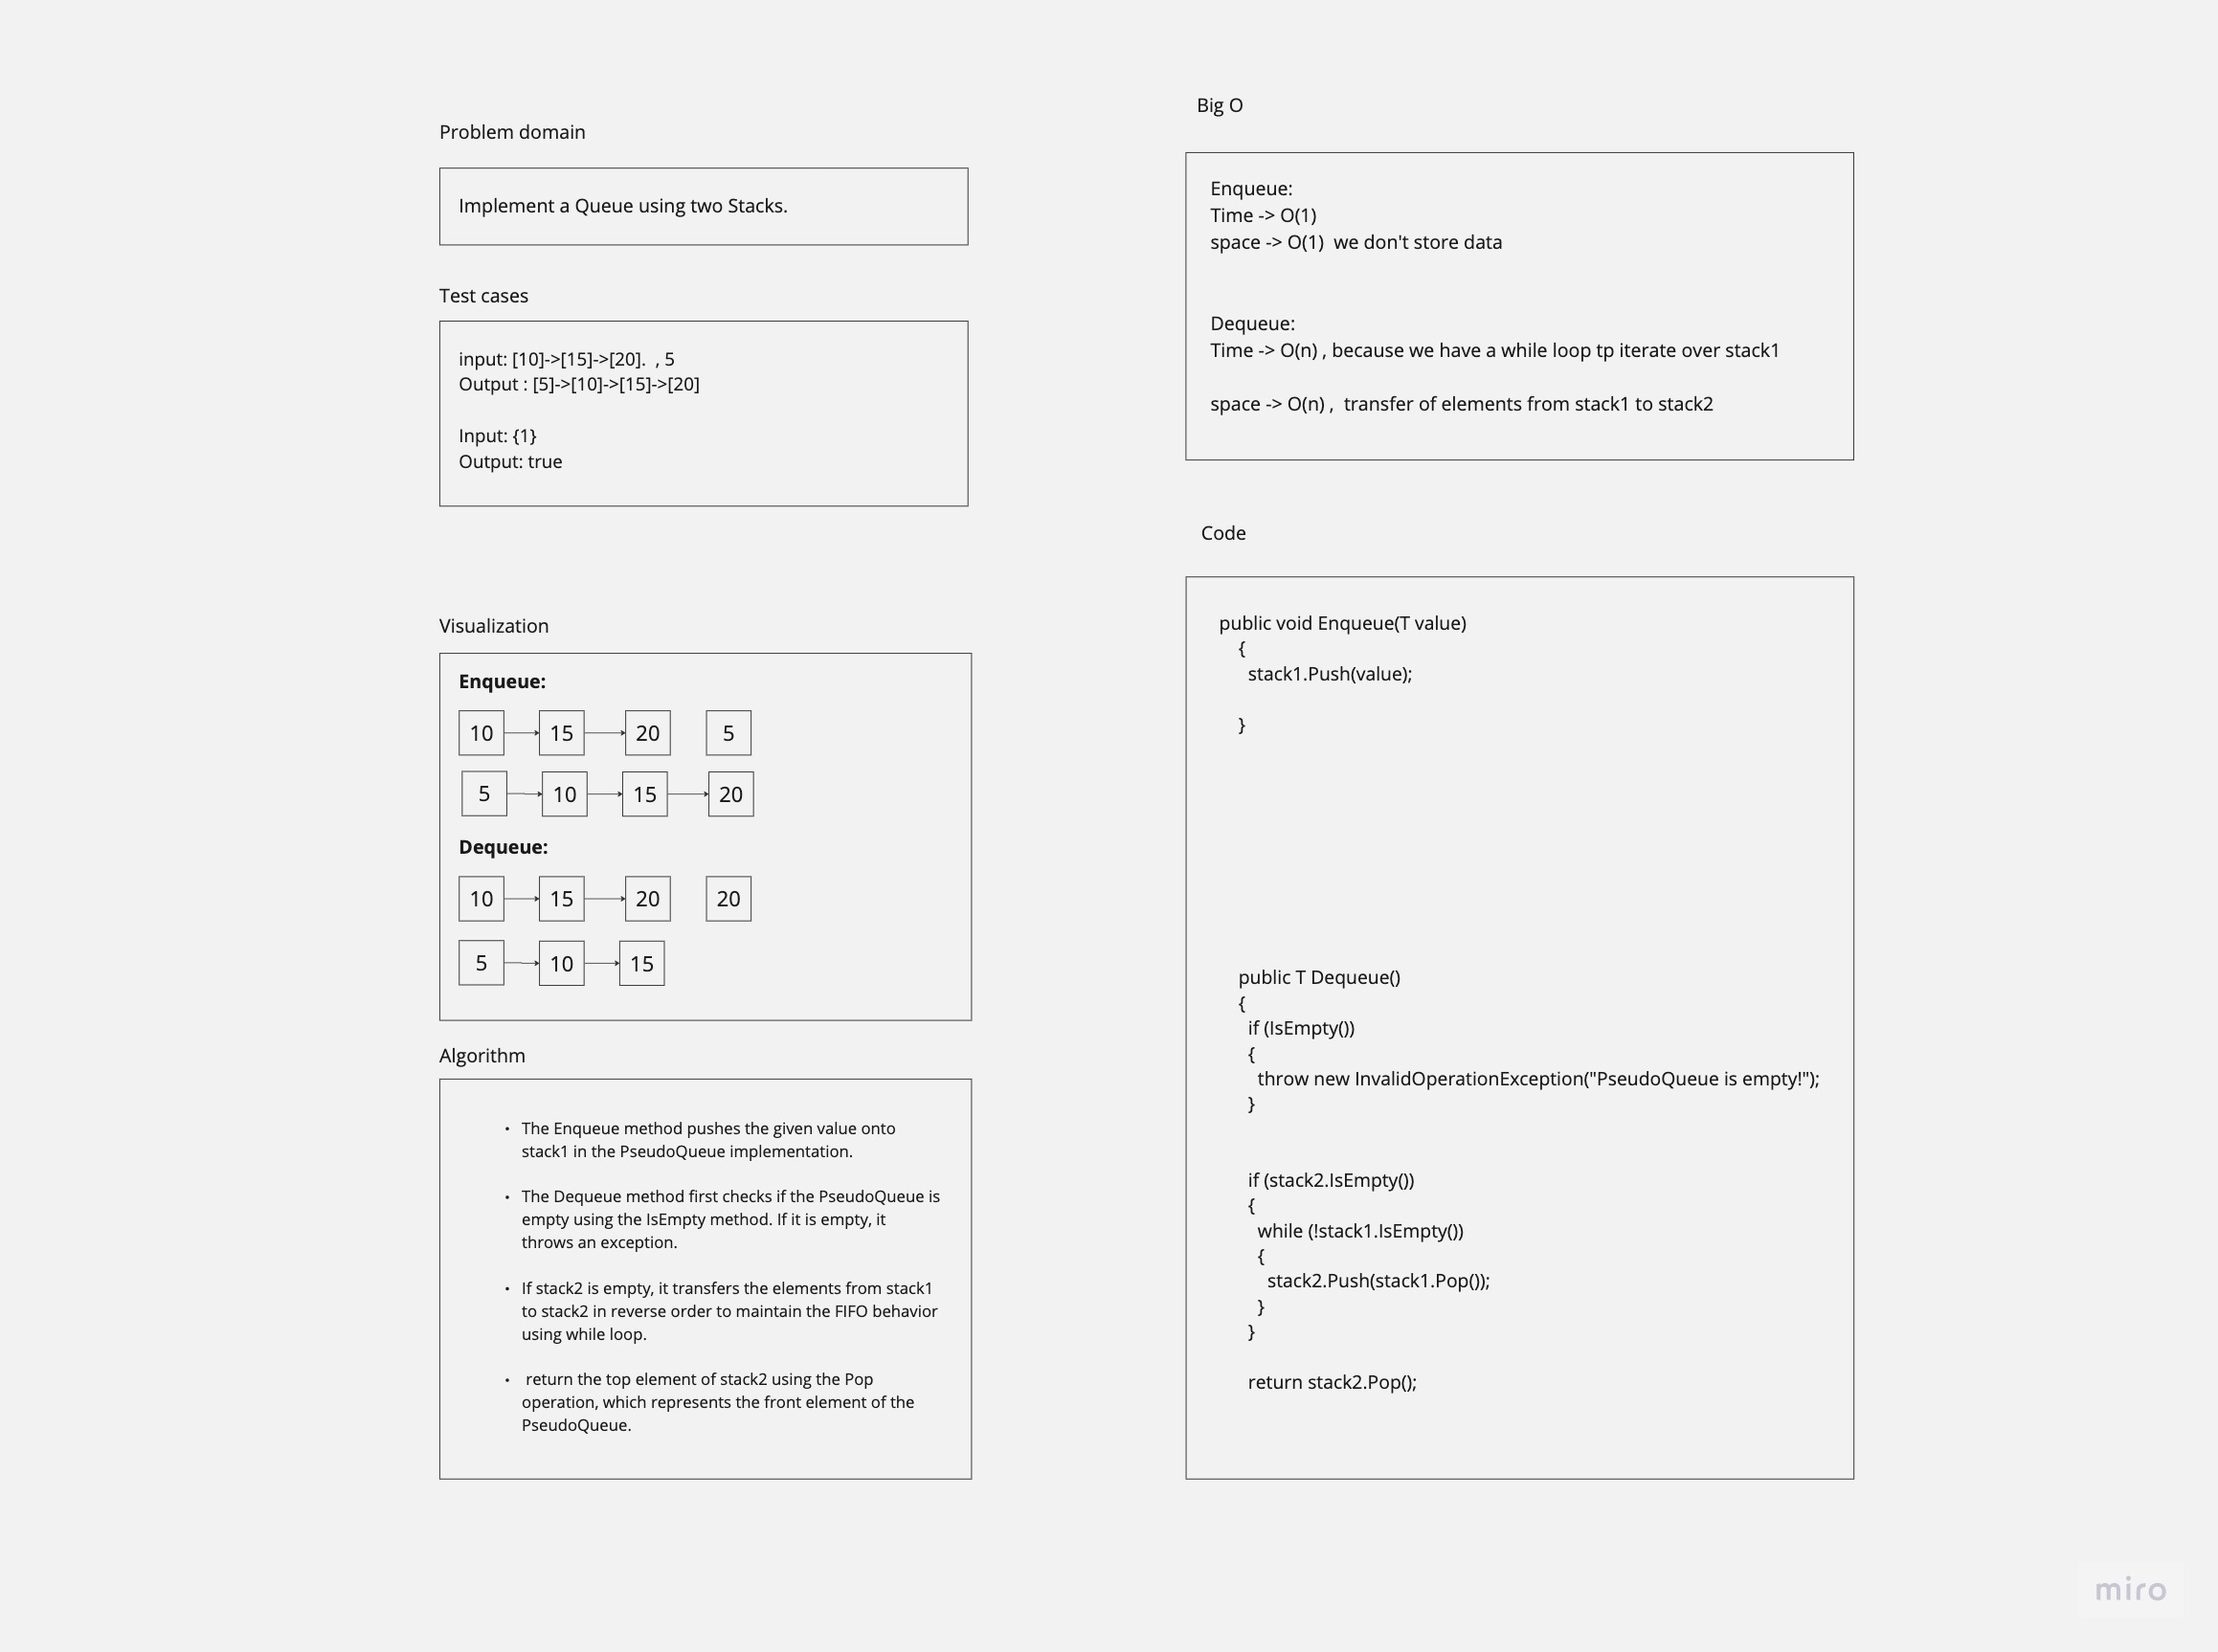 Problem domain
Implement a Queue using two Stacks.
Test cases
input: [10]->[15]->[20].  , 5
Output : [5]->[10]->[15]->[20]
Input: {1}
Output: true
Visualization
Enqueue:
10 15 20 5
5 10 15 20
Dequeue:
10 15 20 20
5 10 15
Algorithm
• The Enqueue method pushes the given value onto
stack1 in the PseudoQueue implementation.
• The Dequeue method first checks if the PseudoQueue is
empty using the IsEmpty method. If it is empty, it
throws an exception.
• If stack2 is empty, it transfers the elements from stack1
to stack2 in reverse order to maintain the FIFO behavior
using while loop.
• return the top element of stack2 using the Pop
operation, which represents the front element of the
PseudoQueue.
Big O
Enqueue:
Time -> O(1)
space -> O(1)  we don't store data
Dequeue:
Time -> O(n) , because we have a while loop tp iterate over stack1
space -> O(n) ,  transfer of elements from stack1 to stack2
Code
public void Enqueue(T value)
{
stack1.Push(value);
}
public T Dequeue()
{
if (IsEmpty())
{
throw new InvalidOperationException("PseudoQueue is empty!");
}
if (stack2.IsEmpty())
{
while (!stack1.IsEmpty())
{
stack2.Push(stack1.Pop());
}
}
return stack2.Pop();
miro